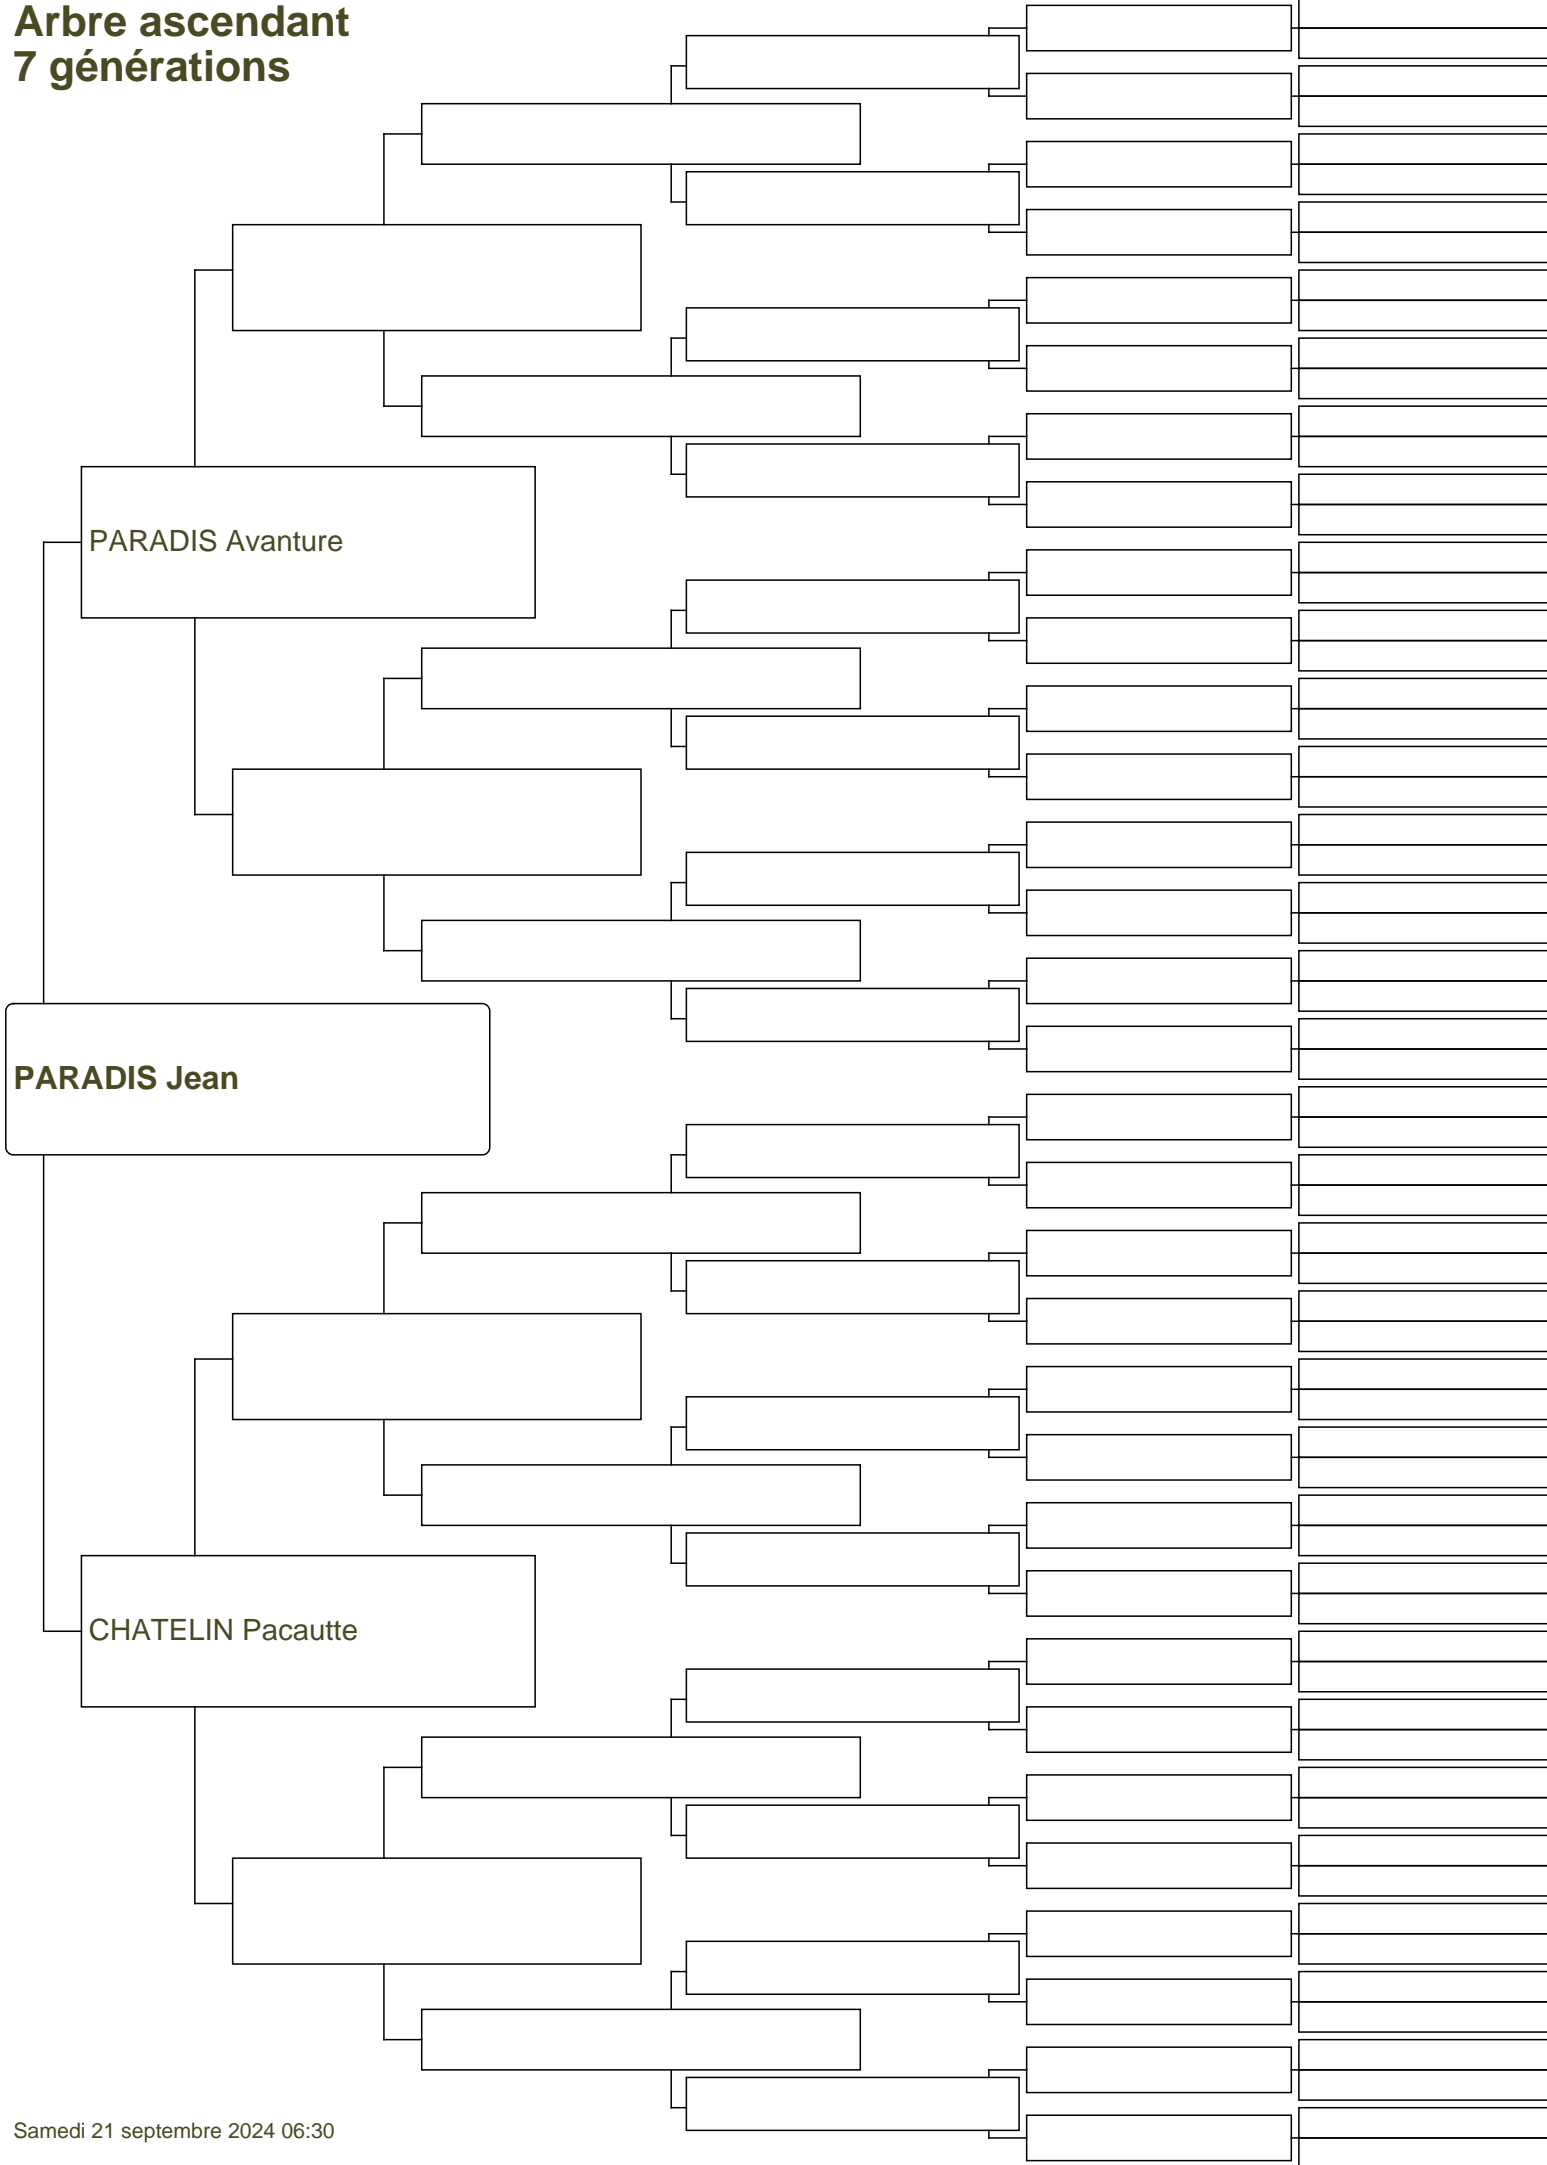 Arbre ascendant
7 générations
PARADIS Avanture
PARADIS Jean
CHATELIN Pacautte
Samedi 21 septembre 2024 06:30